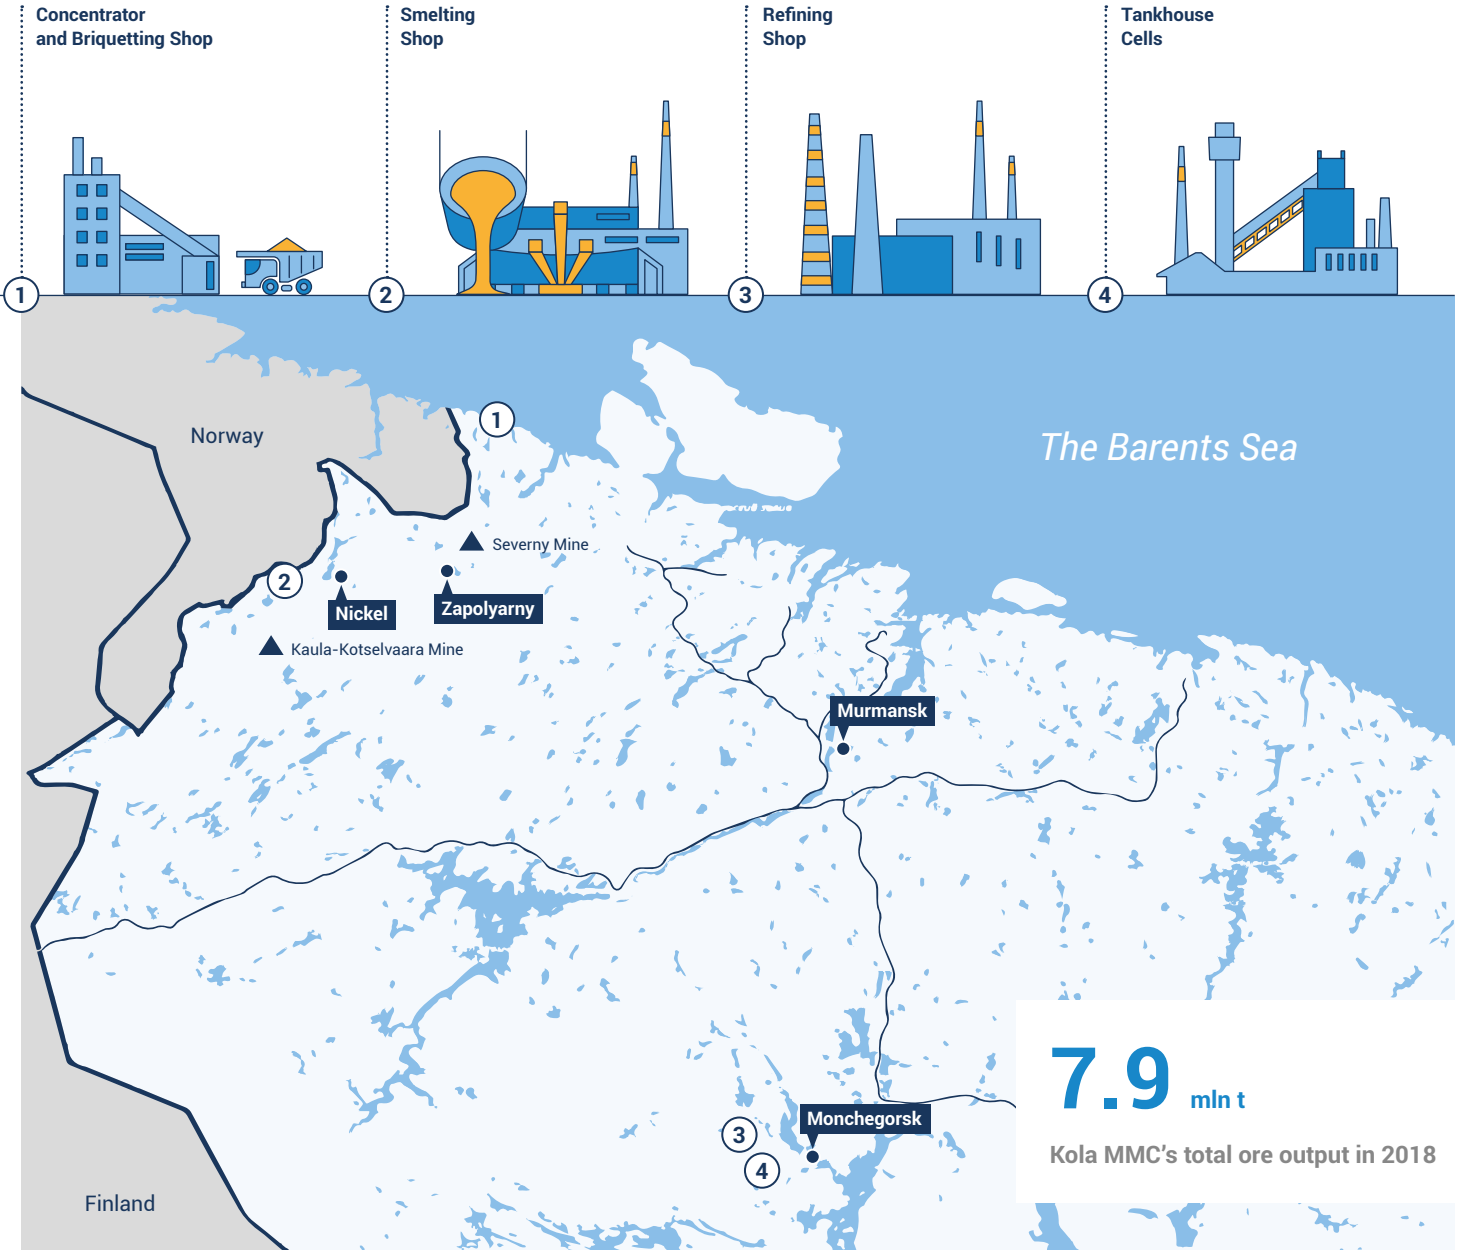 Concentrator
and Briquetting Shop
Smelting
Shop
Refining
Shop
Tankhouse
Cells
1
2
3
4
Norway
1
The Barents Sea
Severny Mine
2
Nickel
Zapolyarny
Kaula-Kotselvaara Mine
Murmansk
7.9 mln t
Kola MMC's total ore output in 2018
Monchegorsk
3
4
Finland